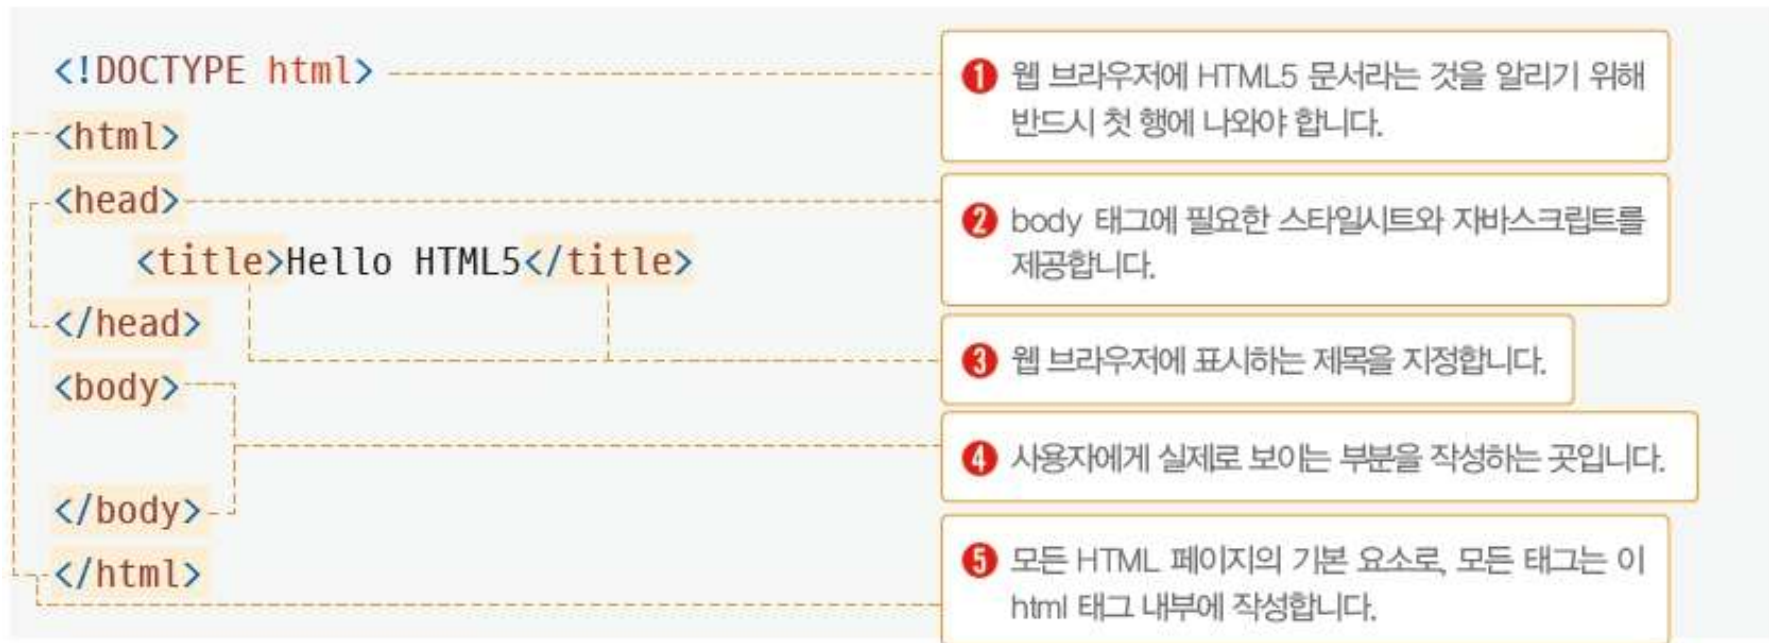 <!DOCTYPE html>
<html>
<head>
<title>Hello HTML5</title>
</head>
<body>
</body>
</html>
❶ 웹 브라우저에 HTML5 문서라는 것을 알리기 위해
반드시 첫 행에 나와야 합니다.
❷ body 태그에 필요한 스타일시트와 자바스크립트를
제공합니다.
❸ 웹 브라우저에 표시하는 제목을 지정합니다.
❹ 사용자에게 실제로 보이는 부분을 작성하는 곳입니다.
❺ 모든 HTML 페이지의 기본 요소로, 모든 태그는 이
html 태그 내부에 작성합니다.